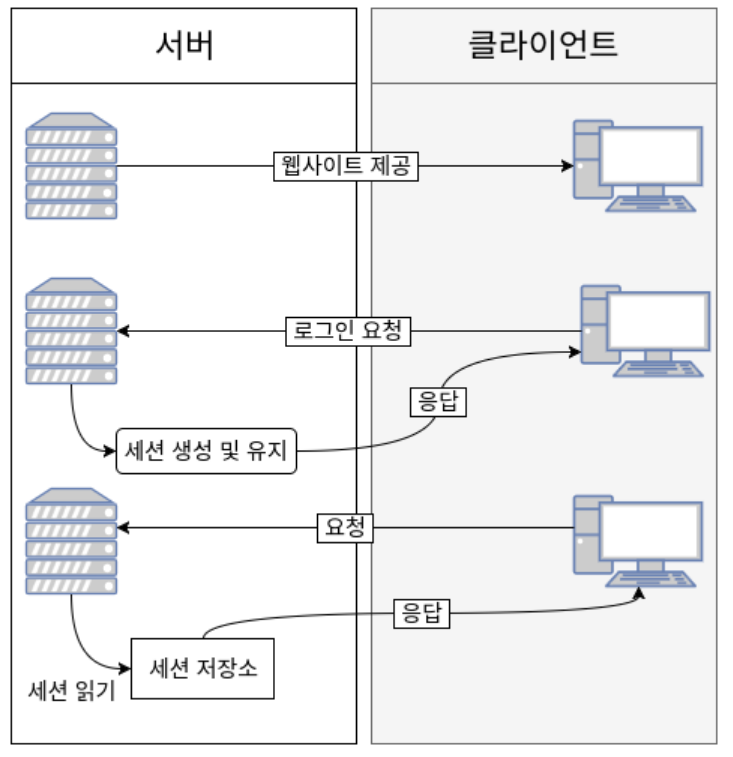 서버
클라이언트
웹사이트 제공
로그인 요청
응답
세션 생성 및 유지
요청
응답
세션 저장소
세션 읽기